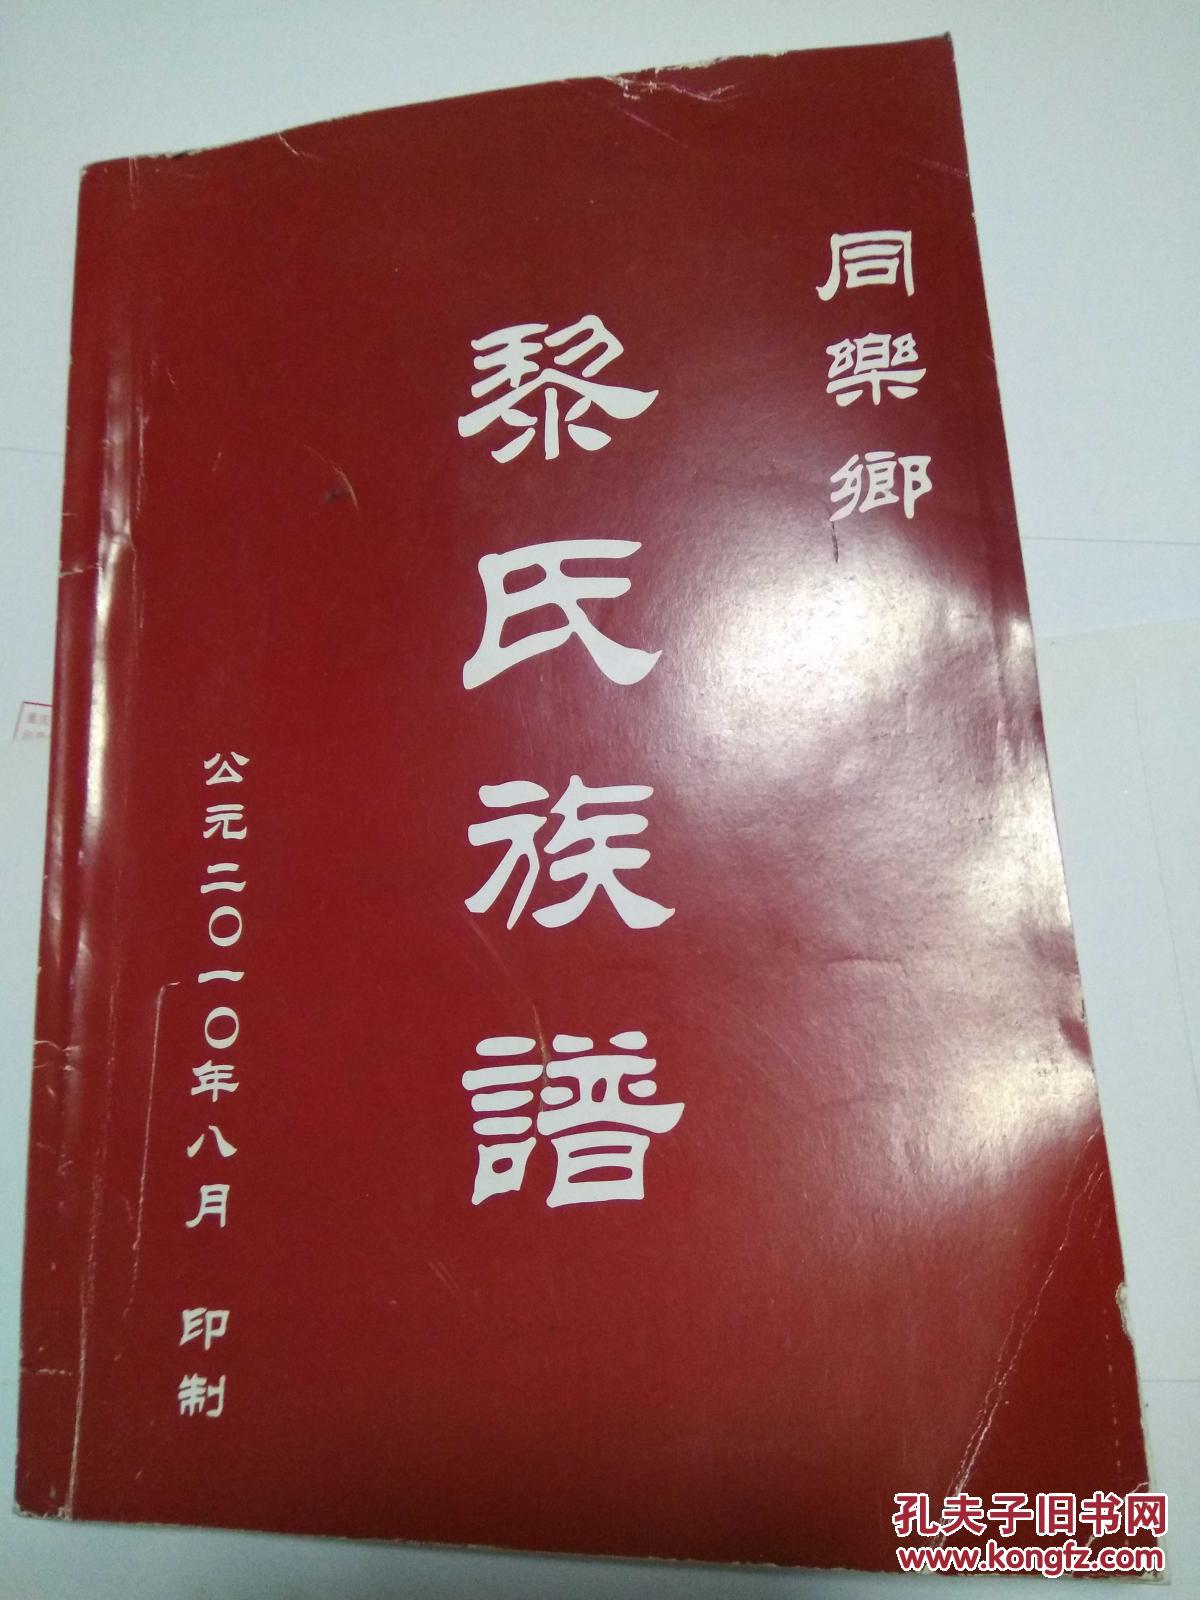 同樂鄉
黎氏族譜
公元二〇一〇年八月 印制
孔夫子旧书网
www.kongfz.com